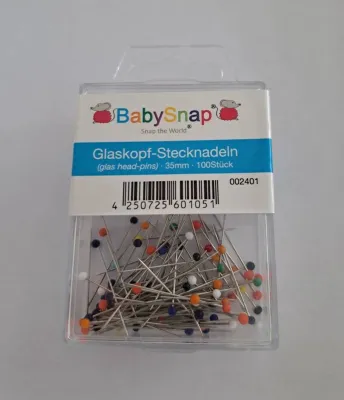 BabySnap®
Snap the World®
Glaskopf-Stecknadeln
(glas head-pins) · 35mm · 100Stück
002401
4 250725 601051